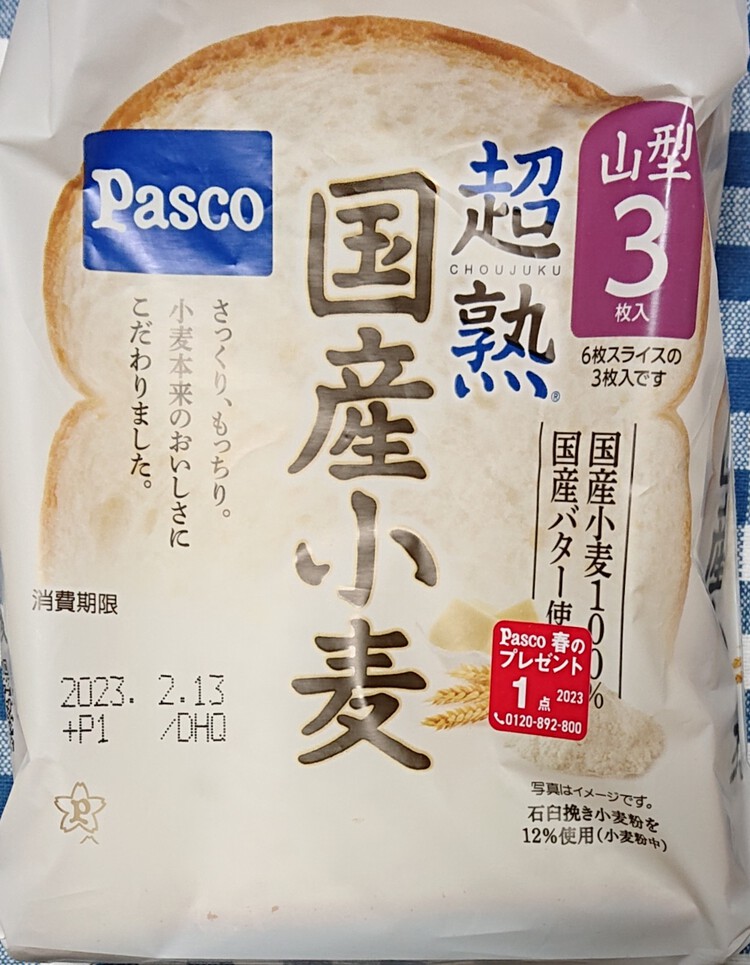 Pasco
超熟
CHOUJUKU
®
国産小麦
山型
3
枚入
6枚スライスの
3枚入です
さっくり、もっちり。
小麦本来のおいしさに
こだわりました。
国産小麦100%
国産バター使
消費期限
2023. 2.13
+P1 /DHQ
P
Pasco 春の
プレゼント
1点 2023
0120-892-800
写真はイメージです。
石臼挽き小麦粉を
12%使用(小麦粉中)